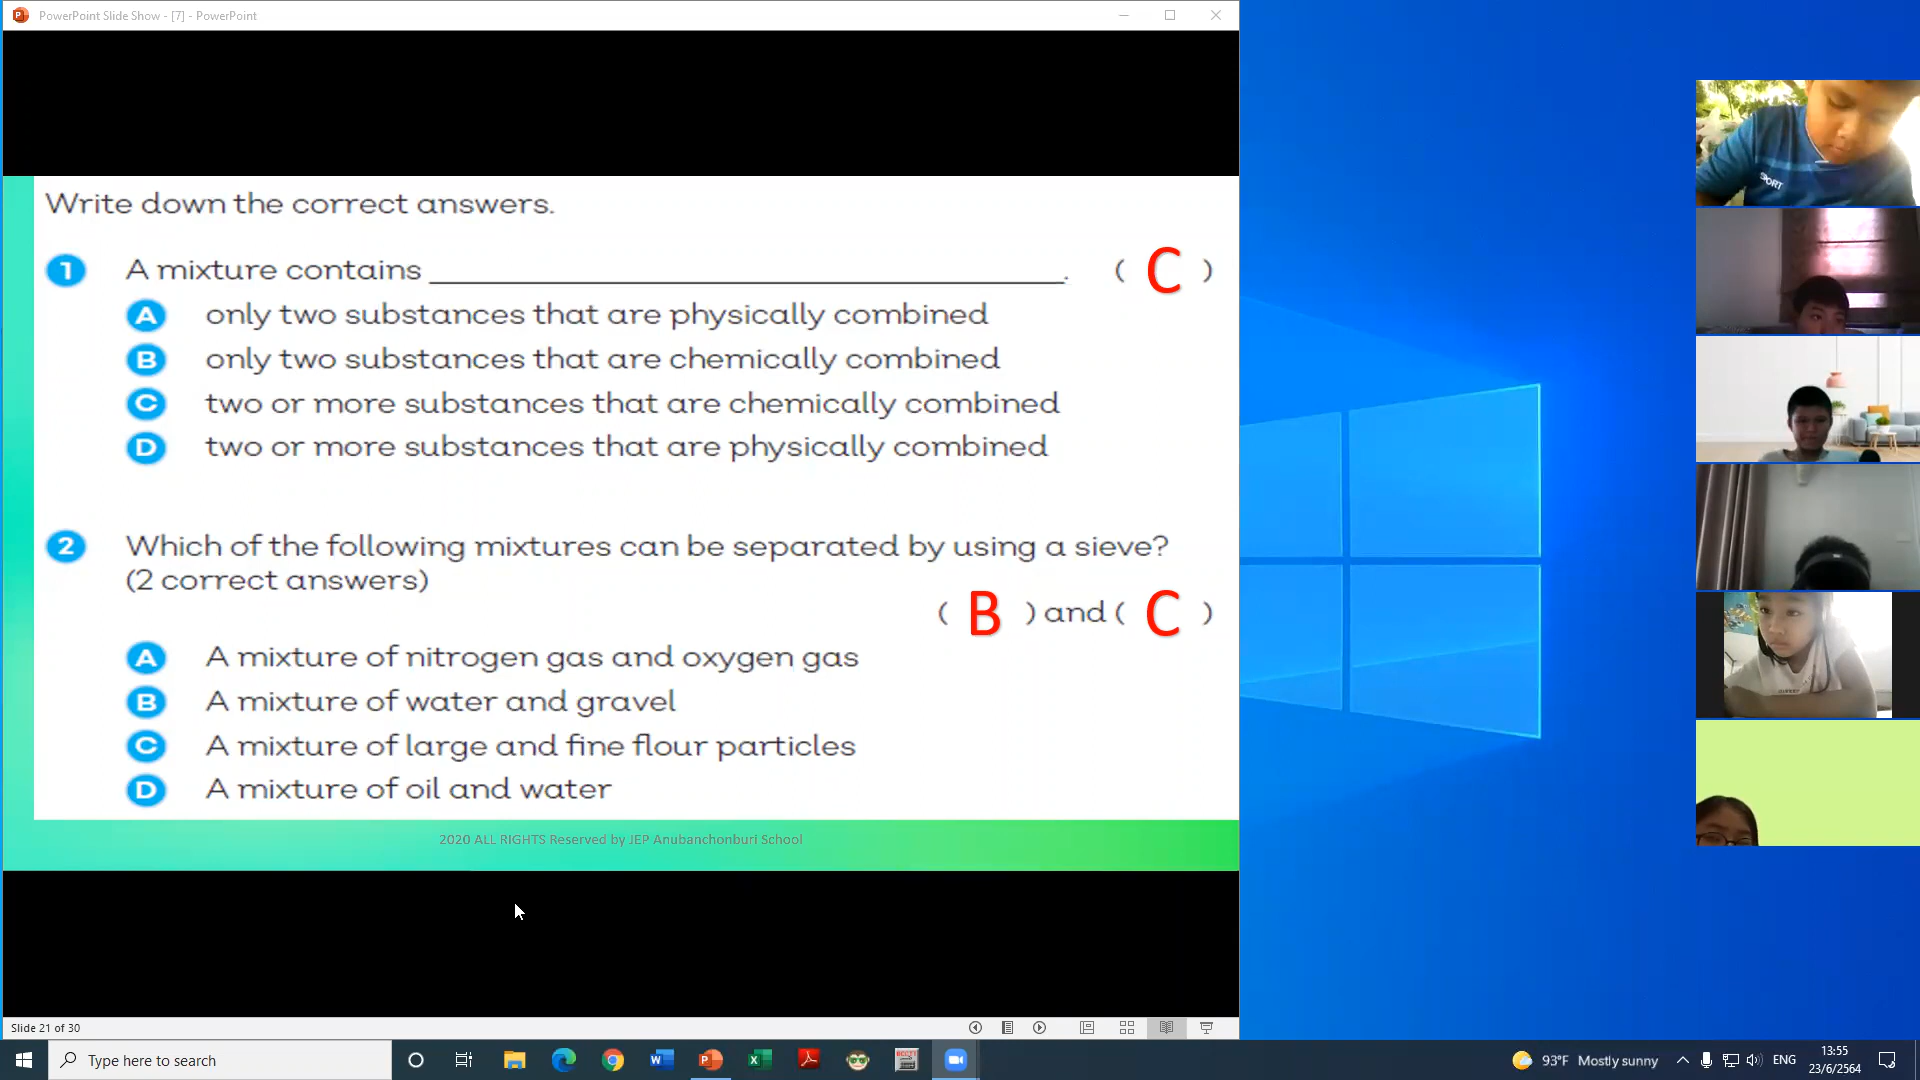 PowerPoint Slide Show - [7] - PowerPoint
Write down the correct answers.
1 A mixture contains ______________________. ( C )
A only two substances that are physically combined
B only two substances that are chemically combined
C two or more substances that are chemically combined
D two or more substances that are physically combined
2 Which of the following mixtures can be separated by using a sieve?
(2 correct answers)
( B ) and ( C )
A A mixture of nitrogen gas and oxygen gas
B A mixture of water and gravel
C A mixture of large and fine flour particles
D A mixture of oil and water
2020 ALL RIGHTS Reserved by JEP Anubanchonburi School
Slide 21 of 30
Type here to search
93°F Mostly sunny
ENG
13:55
23/6/2564